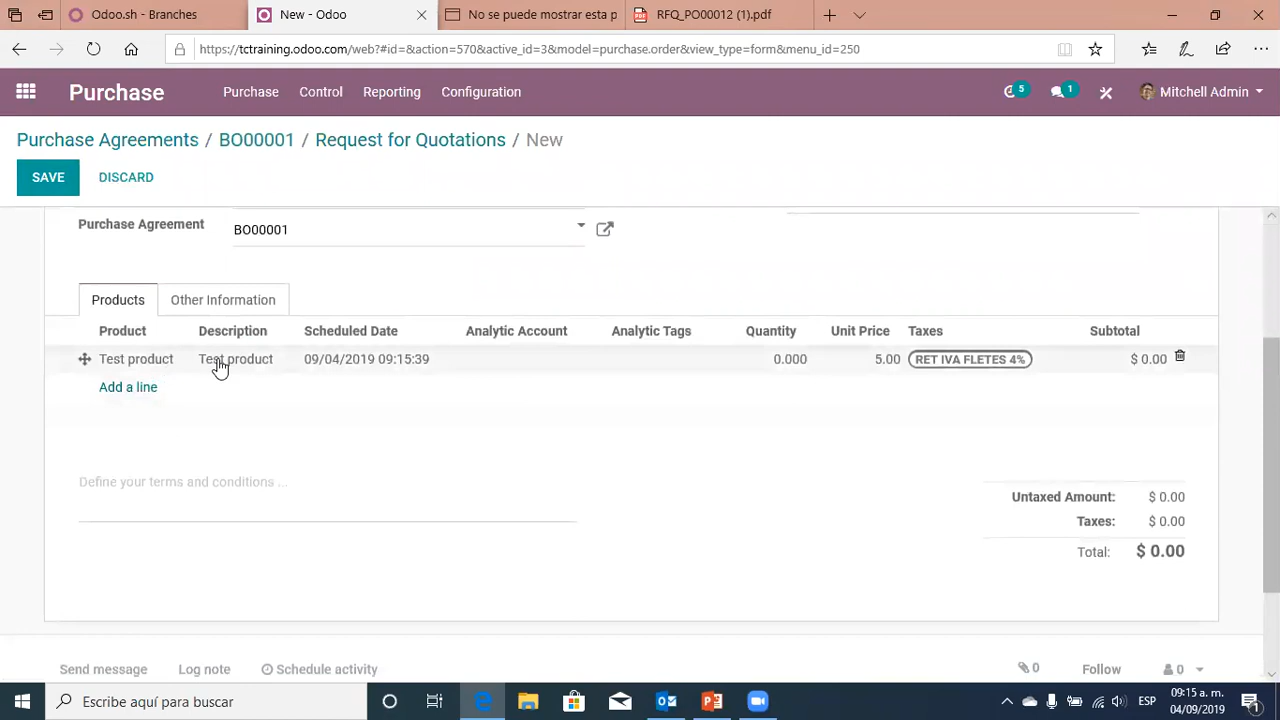 Odoo.sh - Branches
New - Odoo
No se puede mostrar esta p
RFQ_PO00012 (1).pdf
https://tctraining.odoo.com/web?#id=&action=570&active_id=3&model=purchase.order&view_type=form&menu_id=250
Purchase
Purchase Control Reporting Configuration
5 1 Mitchell Admin
Purchase Agreements / BO00001 / Request for Quotations / New
SAVE DISCARD
Purchase Agreement BO00001
Products Other Information
Product Description Scheduled Date Analytic Account Analytic Tags Quantity Unit Price Taxes Subtotal
Test product Test product 09/04/2019 09:15:39 0.000 5.00 RET IVA FLETES 4% $ 0.00
Add a line
Define your terms and conditions ...
Untaxed Amount: $ 0.00
Taxes: $ 0.00
Total: $ 0.00
Send message Log note Schedule activity 0 Follow 0
Escribe aquí para buscar
ESP
09:15 a. m.
04/09/2019
1